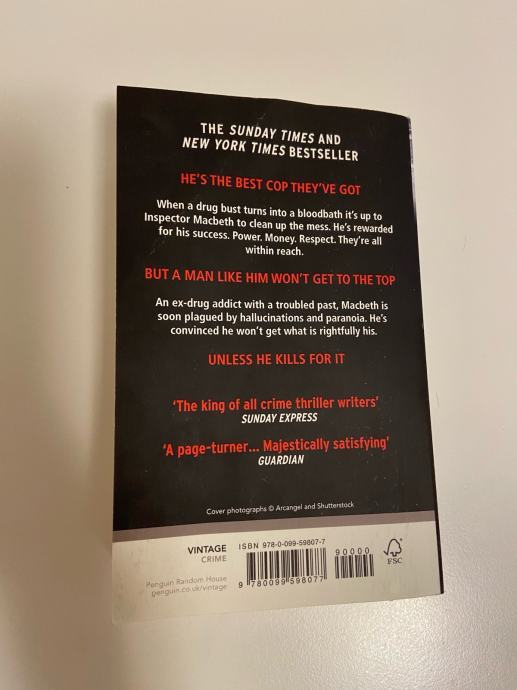 THE SUNDAY TIMES AND
NEW YORK TIMES BESTSELLER
HE'S THE BEST COP THEY'VE GOT
When a drug bust turns into a bloodbath it's up to
Inspector Macbeth to clean up the mess. He's rewarded
for his success. Power. Money. Respect. They're all
within reach.
BUT A MAN LIKE HIM WON'T GET TO THE TOP
An ex-drug addict with a troubled past, Macbeth is
soon plagued by hallucinations and paranoia. He's
convinced he won't get what is rightfully his.
UNLESS HE KILLS FOR IT
'The king of all crime thriller writers'
SUNDAY EXPRESS
'A page-turner... Majestically satisfying'
GUARDIAN
Cover photographs © Arcangel and Shutterstock
VINTAGE
CRIME
Penguin Random House
penguin.co.uk/vintage
ISBN 978-0-099-59807-7
90000
9 780099 598077
FSC